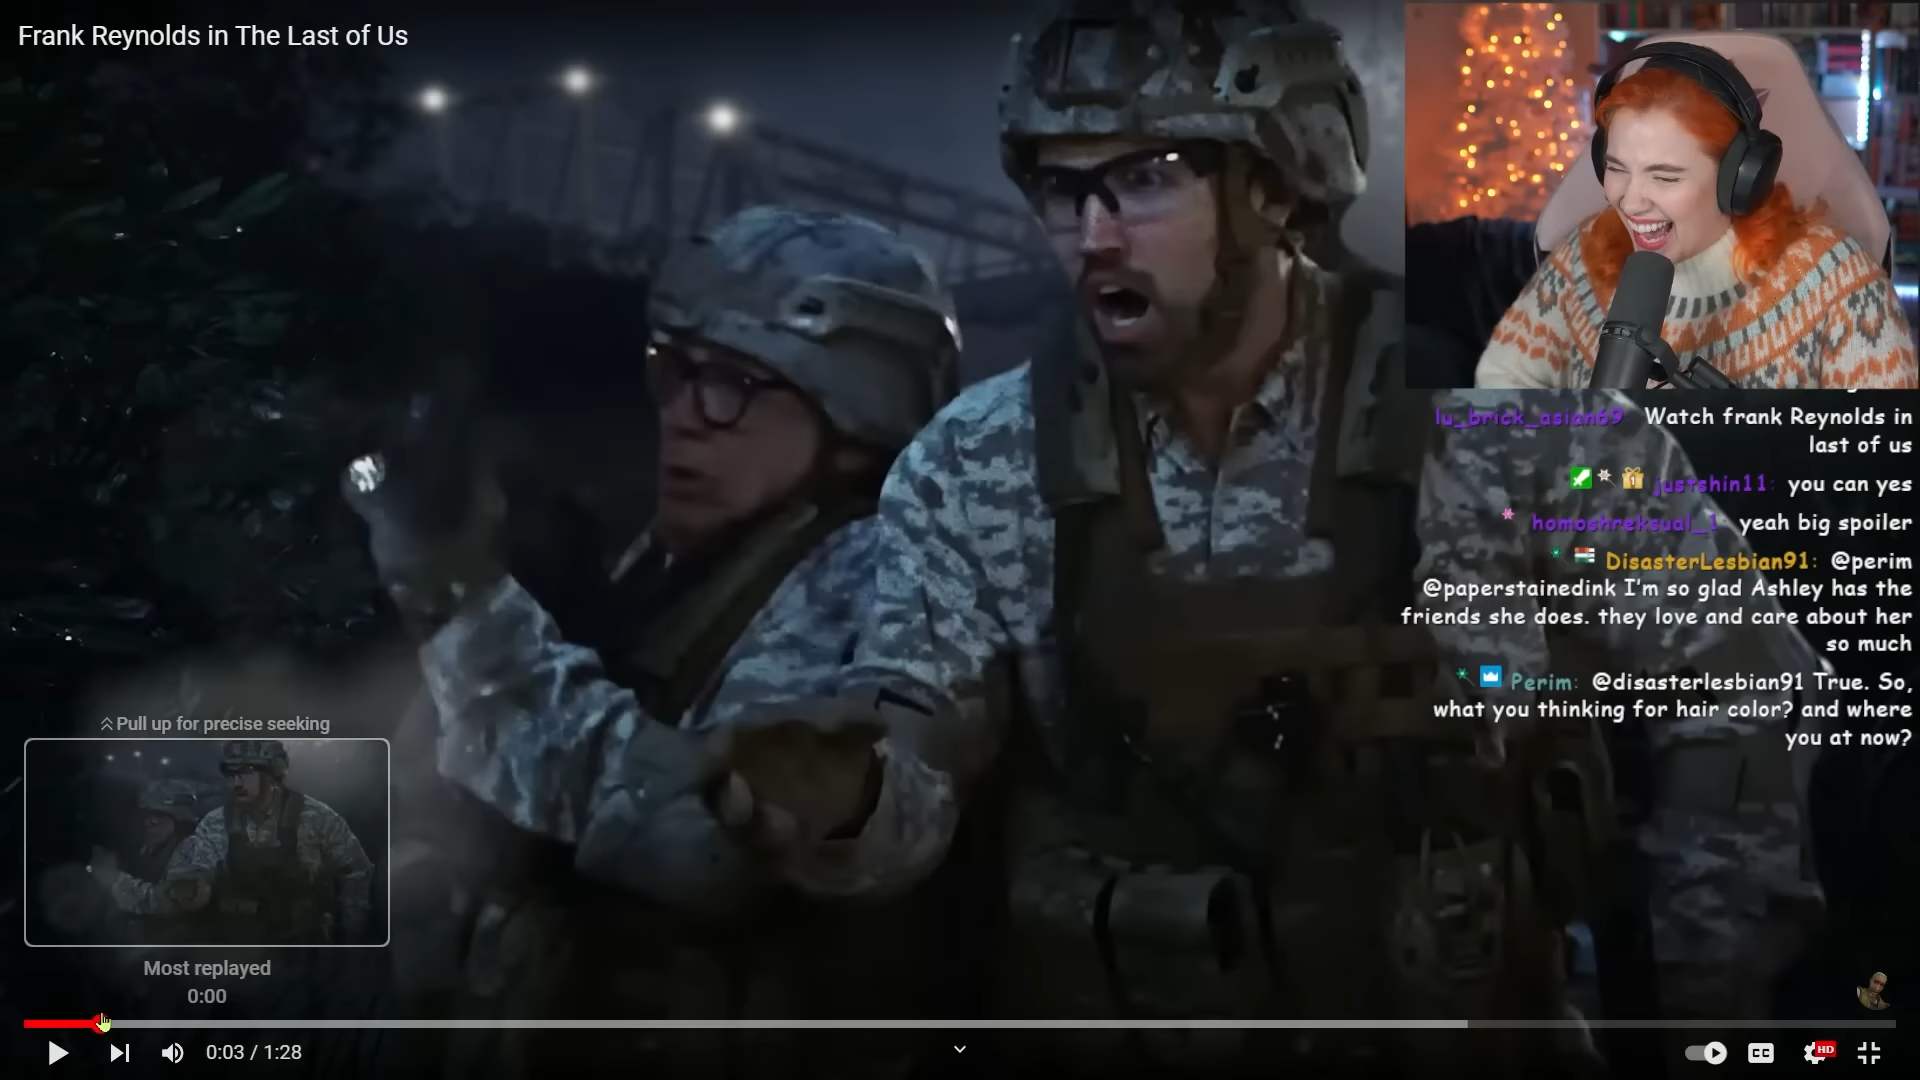 Frank Reynolds in The Last of Us
lu_brick_asian69 Watch frank Reynolds in
last of us
justshin11: you can yes
homoshreksual_1: yeah big spoiler
DisasterLesbian91: @perim
@paperstainedink I'm so glad Ashley has the
friends she does. they love and care about her
so much
Perim: @disasterlesbian91 True. So,
what you thinking for hair color? and where
you at now?
Pull up for precise seeking
Most replayed
0:00
0:03 / 1:28
CC
HD